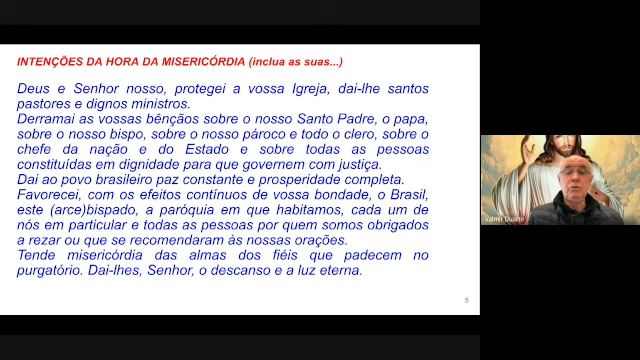 INTENÇÕES DA HORA DA MISERICÓRDIA (inclua as suas...)
Deus e Senhor nosso, protegei a vossa Igreja, dai-lhe santos
pastores e dignos ministros.
Derramai as vossas bênçãos sobre o nosso Santo Padre, o papa,
sobre o nosso bispo, sobre o nosso pároco e todo o clero, sobre o
chefe da nação e do Estado e sobre todas as pessoas
constituídas em dignidade para que governem com justiça.
Dai ao povo brasileiro paz constante e prosperidade completa.
Favorecei, com os efeitos contínuos de vossa bondade, o Brasil,
este (arce)bispado, a paróquia em que habitamos, cada um de
nós em particular e todas as pessoas por quem somos obrigados
a rezar ou que se recomendaram às nossas orações.
Tende misericórdia das almas dos fiéis que padecem no
purgatório. Dai-lhes, Senhor, o descanso e a luz eterna.
5
Valmir Duarte